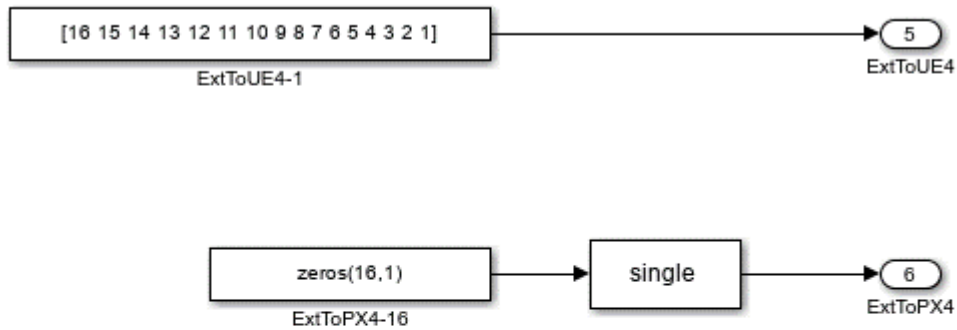 [16 15 14 13 12 11 10 9 8 7 6 5 4 3 2 1]
5
ExtToUE4-1
ExtToUE4
zeros(16,1)
single
6
ExtToPX4-16
ExtToPX4